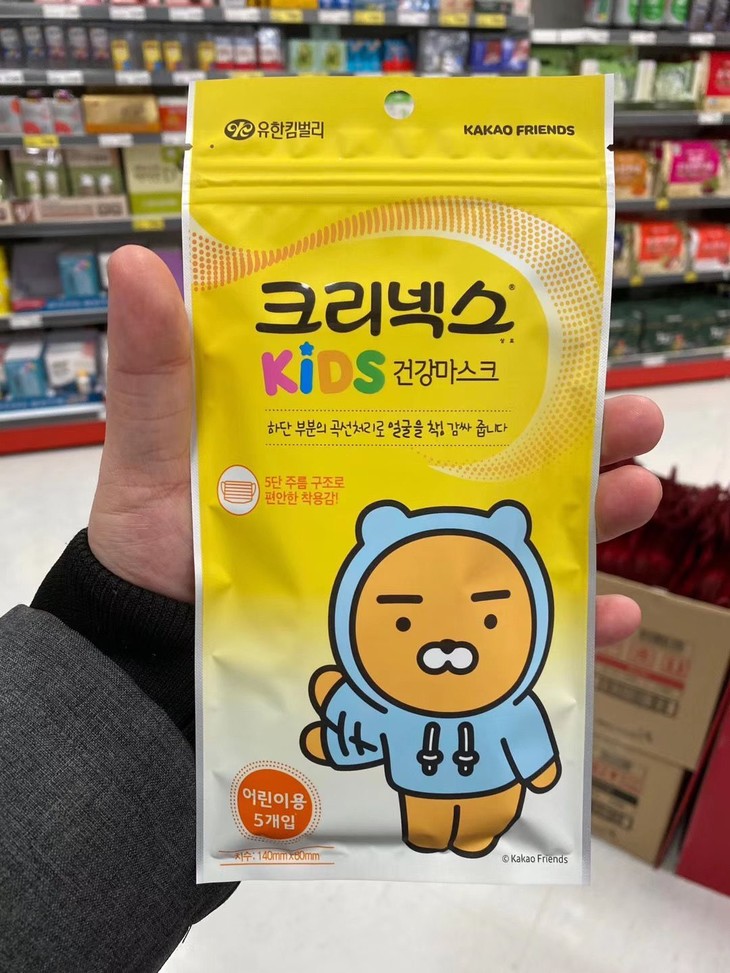 유한킴벌리
KAKAO FRIENDS
크리넥스®
상표
KiDS 건강마스크
하단 부분의 곡선처리로 얼굴을 착! 감싸 줍니다
5단 주름 구조로
편안한 착용감!
어린이용
5개입
치수 : 140mmx80mm
© Kakao Friends